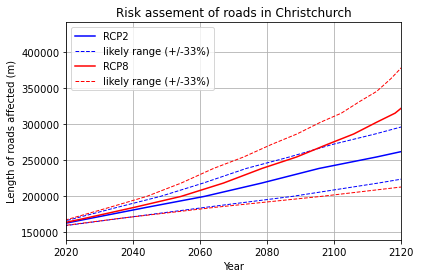 Risk assement of roads in Christchurch
RCP2
likely range (+/-33%)
RCP8
likely range (+/-33%)
Length of roads affected (m)
400000
350000
300000
250000
200000
150000
2020 2040 2060 2080 2100 2120
Year